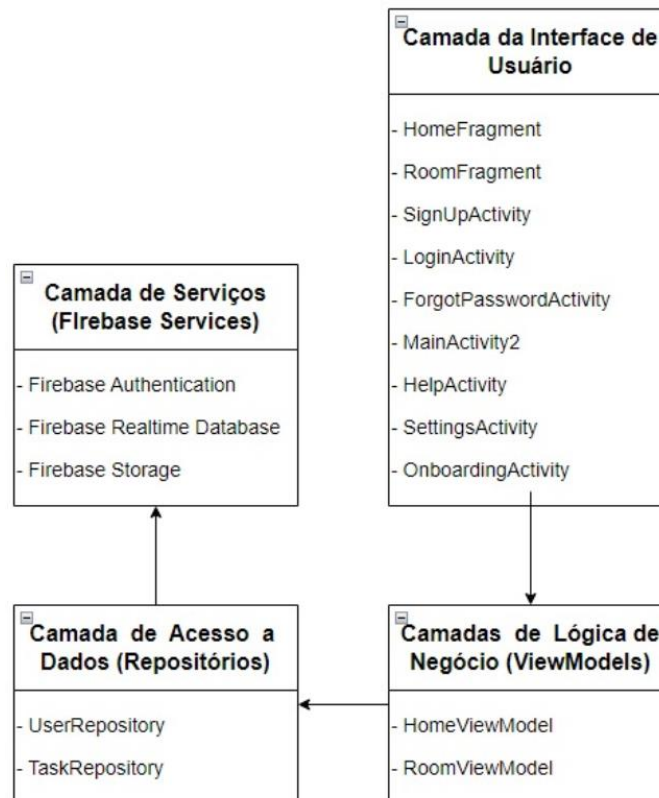 Camada da Interface de
Usuário
- HomeFragment
- RoomFragment
- SignUpActivity
- LoginActivity
- ForgotPasswordActivity
- MainActivity2
- HelpActivity
- SettingsActivity
- OnboardingActivity
Camada de Serviços
(FIrebase Services)
- Firebase Authentication
- Firebase Realtime Database
- Firebase Storage
Camada de Acesso a
Dados (Repositórios)
- UserRepository
- TaskRepository
Camadas de Lógica de
Negócio (ViewModels)
- HomeViewModel
- RoomViewModel